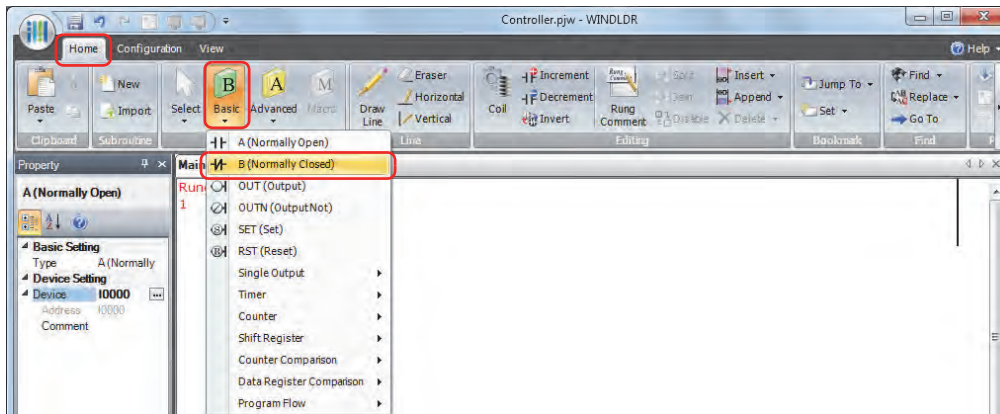 Controller.pjw - WINDLDR
Home Configuration View Help
Paste New Import Select Basic Advanced Macro Draw Line Eraser Horizontal Vertical Coil Increment Decrement Invert Rung Comment Split Join Disable Insert Append Delete Jump To Set Find Replace Go To
Clipboard Subroutine Line Editing Bookmark Find
Property
Main
A (Normally Open)
Basic Setting
Type A (Normally
Device Setting
Device I0000 ...
Address I0000
Comment
1
A (Normally Open)
B (Normally Closed)
OUT (Output)
OUTN (Output Not)
SET (Set)
RST (Reset)
Single Output
Timer
Counter
Shift Register
Counter Comparison
Data Register Comparison
Program Flow